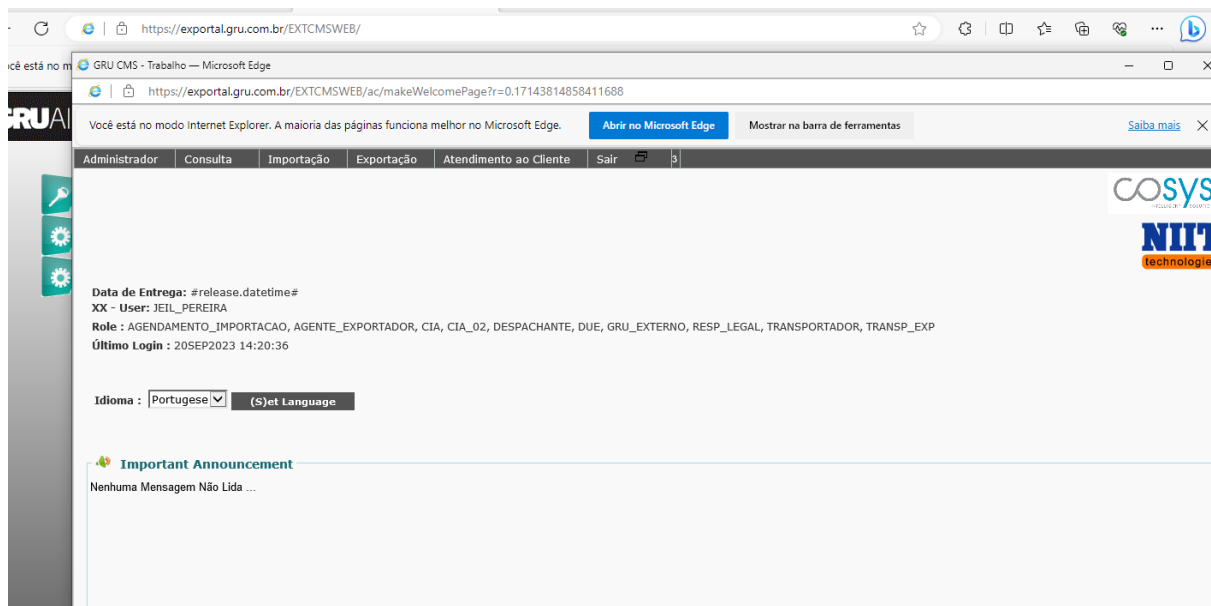 https://exportal.gru.com.br/EXTCMSWEB/
GRU CMS - Trabalho — Microsoft Edge
https://exportal.gru.com.br/EXTCMSWEB/ac/makeWelcomePage?r=0.17143814858411688
Você está no modo Internet Explorer. A maioria das páginas funciona melhor no Microsoft Edge. Abrir no Microsoft Edge Mostrar na barra de ferramentas Saiba mais
Administrador Consulta Importação Exportação Atendimento ao Cliente Sair 3
COSYS
NIIT
technologie
Data de Entrega: #release.datetime#
XX - User: JEIL_PEREIRA
Role : AGENDAMENTO_IMPORTACAO, AGENTE_EXPORTADOR, CIA, CIA_02, DESPACHANTE, DUE, GRU_EXTERNO, RESP_LEGAL, TRANSPORTADOR, TRANSP_EXP
Último Login : 20SEP2023 14:20:36
Idioma : Portugese (S)et Language
Important Announcement
Nenhuma Mensagem Não Lida ...